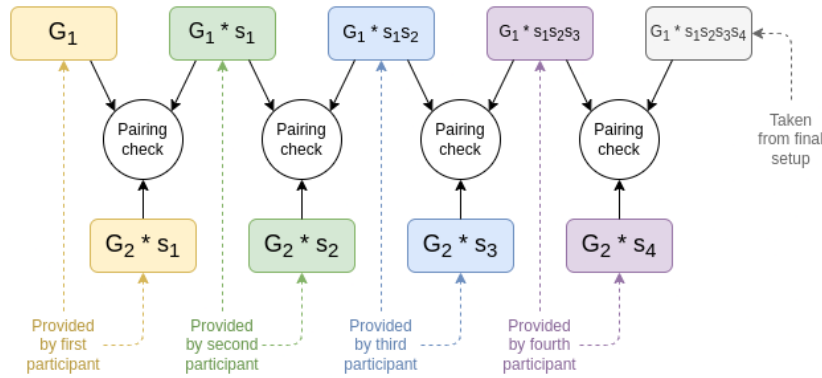 G₁
G₁ * s₁
G₁ * s₁s₂
G₁ * s₁s₂s₃
G₁ * s₁s₂s₃s₄
Pairing
check
Pairing
check
Pairing
check
Pairing
check
Taken
from final
setup
G₂ * s₁
G₂ * s₂
G₂ * s₃
G₂ * s₄
Provided
by first
participant
Provided
by second
participant
Provided
by third
participant
Provided
by fourth
participant